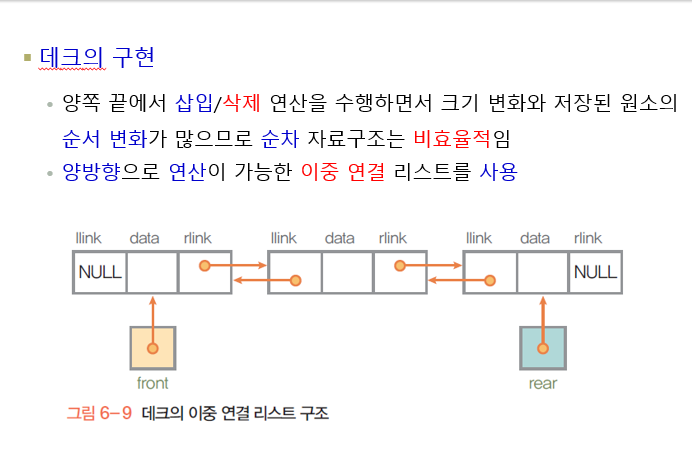 데크의 구현
양쪽 끝에서 삽입/삭제 연산을 수행하면서 크기 변화와 저장된 원소의
순서 변화가 많으므로 순차 자료구조는 비효율적임
양방향으로 연산이 가능한 이중 연결 리스트를 사용
llink data rlink llink data rlink llink data rlink
NULL NULL
front rear
그림 6-9 데크의 이중 연결 리스트 구조